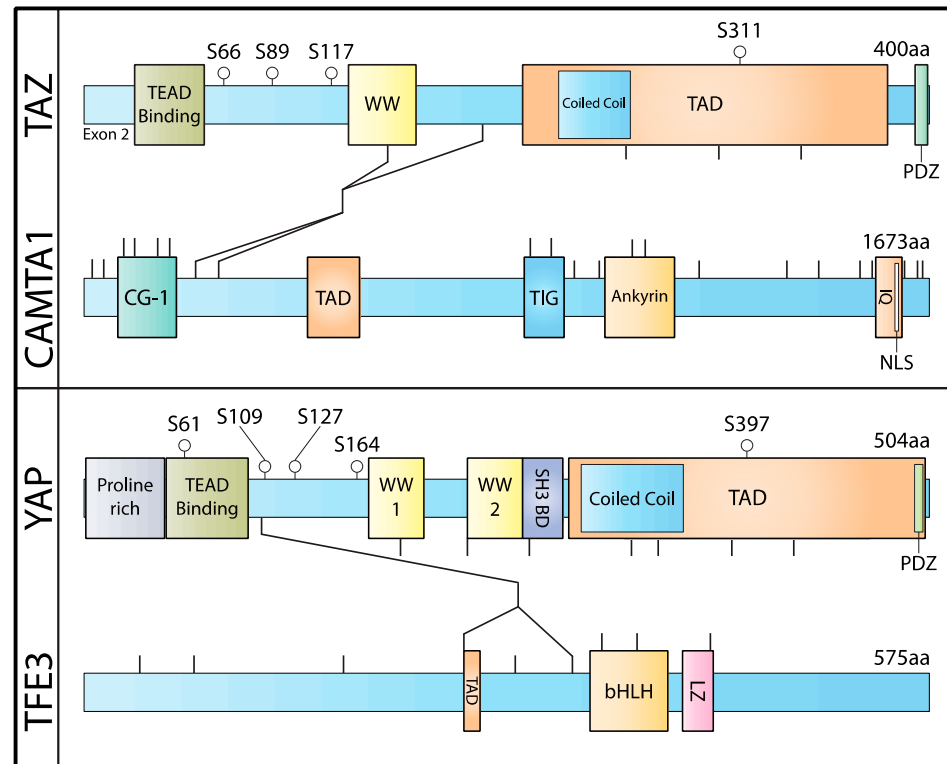 TAZ
S66
S89
S117
S311
400aa
Exon 2
TEAD
Binding
WW
Coiled Coil
TAD
PDZ
CAMTA1
1673aa
CG-1
TAD
TIG
Ankyrin
IQ
NLS
YAP
S61
S109
S127
S164
S397
504aa
Proline
rich
TEAD
Binding
WW
1
WW
2
SH3 BD
Coiled Coil
TAD
PDZ
TFE3
575aa
TAD
bHLH
LZ